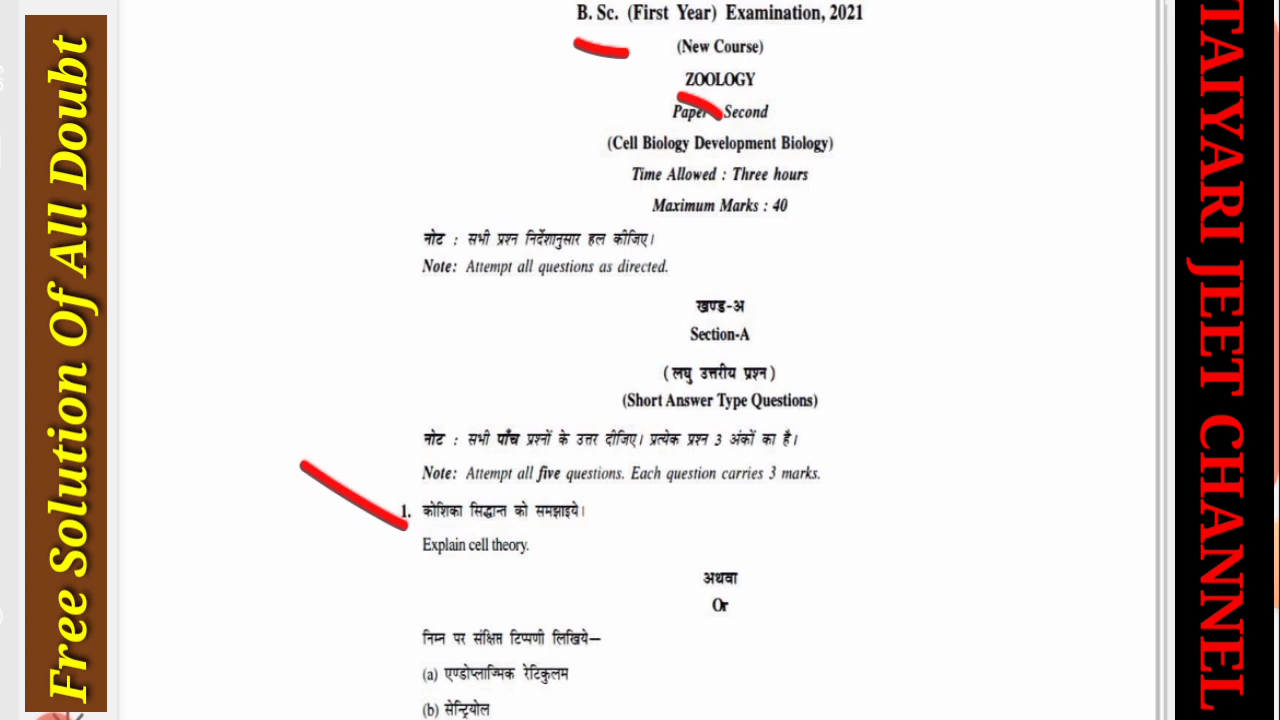 Free Solution Of All Doubt
B. Sc. (First Year) Examination, 2021
(New Course)
ZOOLOGY
Paper Second
(Cell Biology Development Biology)
Time Allowed : Three hours
Maximum Marks : 40
नोट : सभी प्रश्न निर्देशानुसार हल कीजिए।
Note: Attempt all questions as directed.
खण्ड-अ
Section-A
(लघु उत्तरीय प्रश्न)
(Short Answer Type Questions)
नोट : सभी पाँच प्रश्नों के उत्तर दीजिए। प्रत्येक प्रश्न 3 अंकों का है।
Note: Attempt all five questions. Each question carries 3 marks.
1. कोशिका सिद्धान्त को समझाइये।
Explain cell theory.
अथवा
Or
निम्न पर संक्षिप्त टिप्पणी लिखिये—
(a) एण्डोप्लाज्मिक रेटिकुलम
(b) सेन्ट्रियोल
TAIYARI JEET CHANNEL